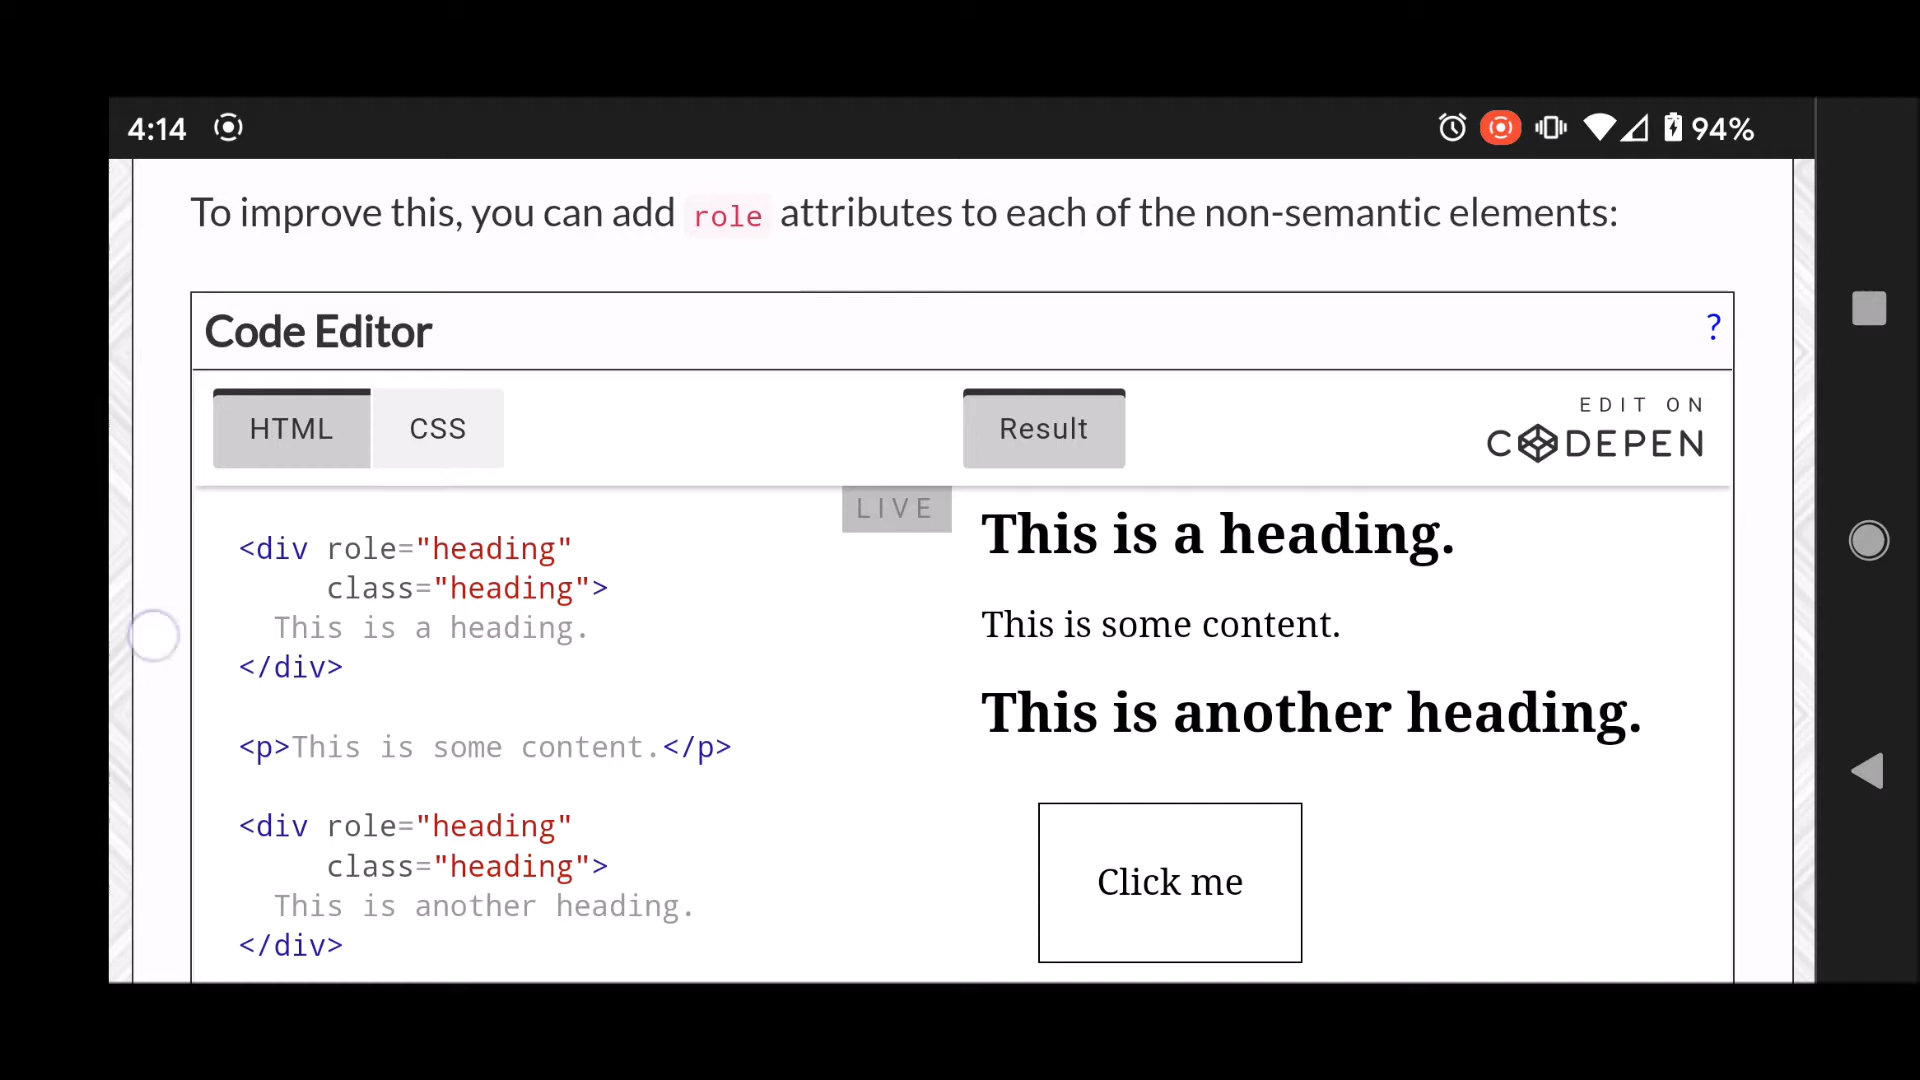 4:14
94%
To improve this, you can add role attributes to each of the non-semantic elements:
Code Editor
?
HTML
CSS
Result
EDIT ON
CODEPEN
LIVE
<div role="heading"
class="heading">
This is a heading.
</div>
<p>This is some content.</p>
<div role="heading"
class="heading">
This is another heading.
</div>
This is a heading.
This is some content.
This is another heading.
Click me